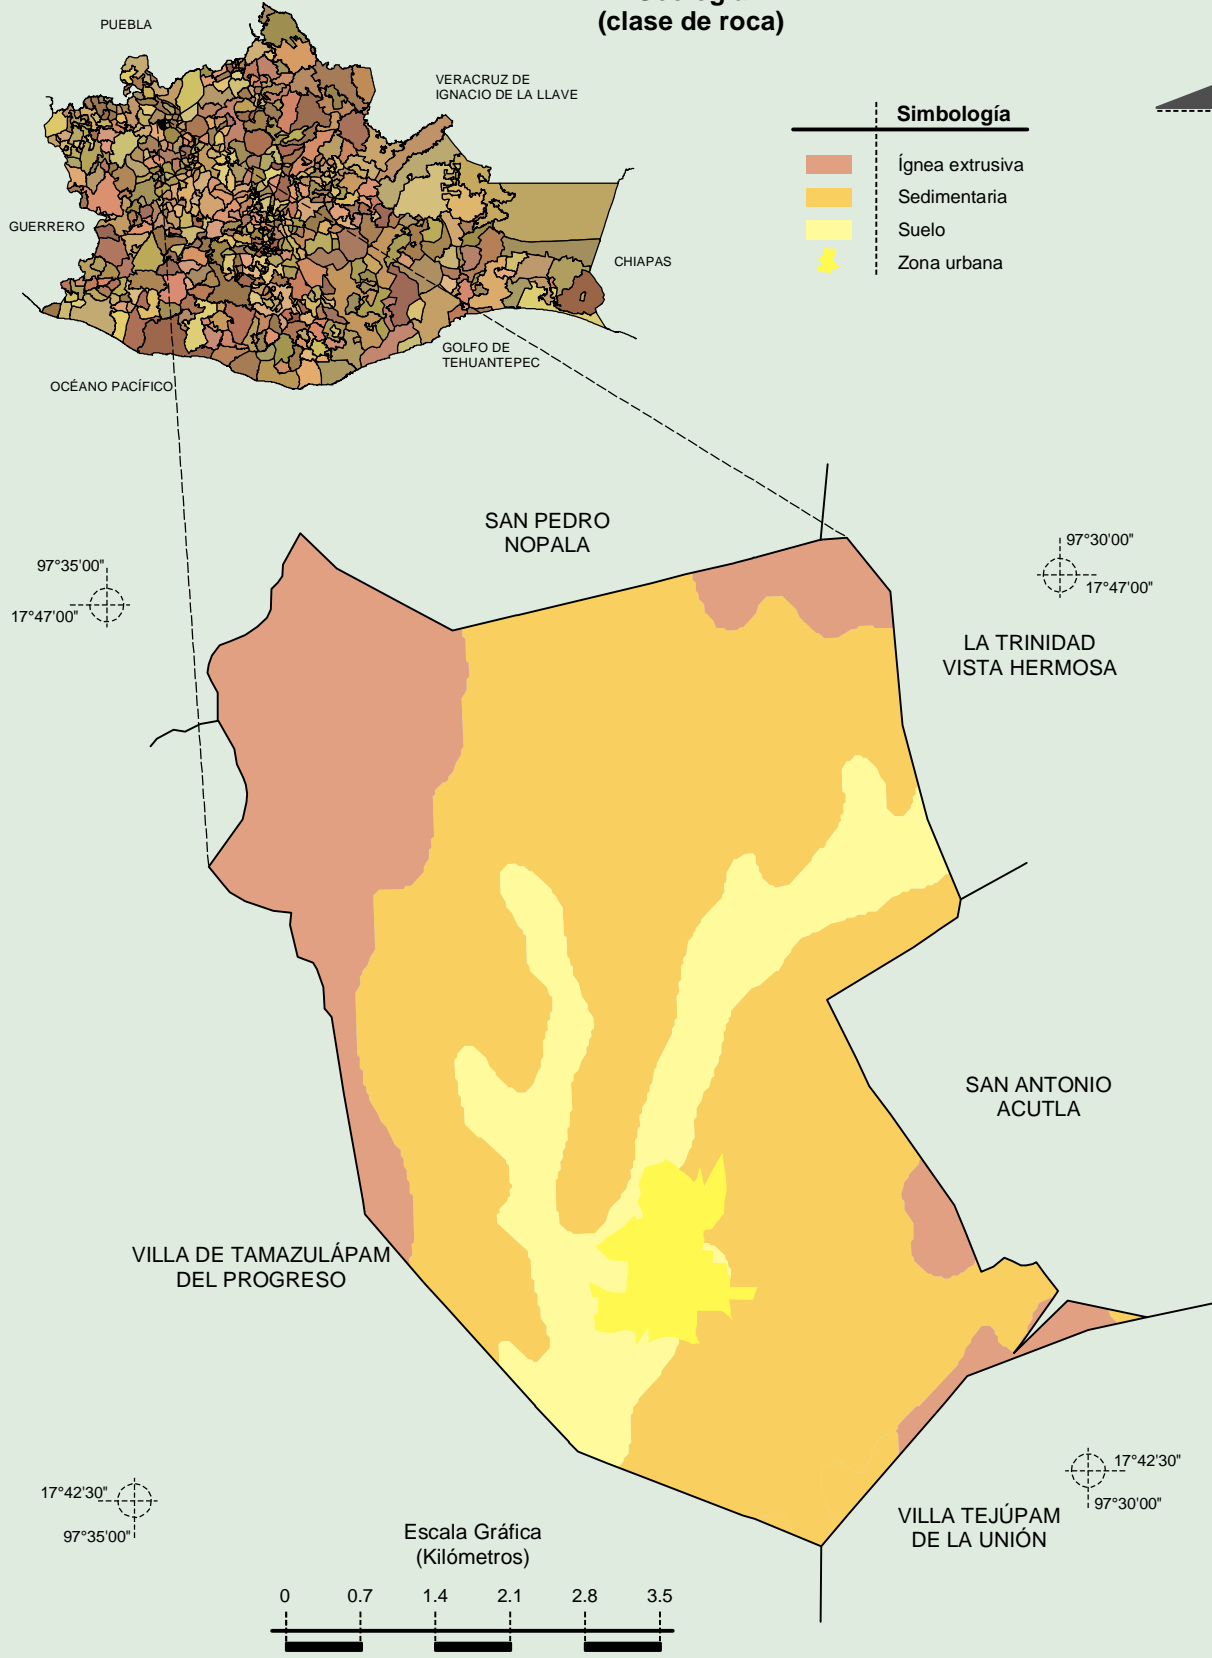 (clase de roca)
PUEBLA
VERACRUZ DE
IGNACIO DE LA LLAVE
GUERRERO
CHIAPAS
GOLFO DE
TEHUANTEPEC
OCÉANO PACÍFICO
Simbología
Ígnea extrusiva
Sedimentaria
Suelo
Zona urbana
SAN PEDRO
NOPALA
97°35'00"
17°47'00"
97°30'00"
17°47'00"
LA TRINIDAD
VISTA HERMOSA
SAN ANTONIO
ACUTLA
VILLA DE TAMAZULÁPAM
DEL PROGRESO
17°42'30"
97°35'00"
17°42'30"
97°30'00"
VILLA TEJÚPAM
DE LA UNIÓN
Escala Gráfica
(Kilómetros)
0 0.7 1.4 2.1 2.8 3.5